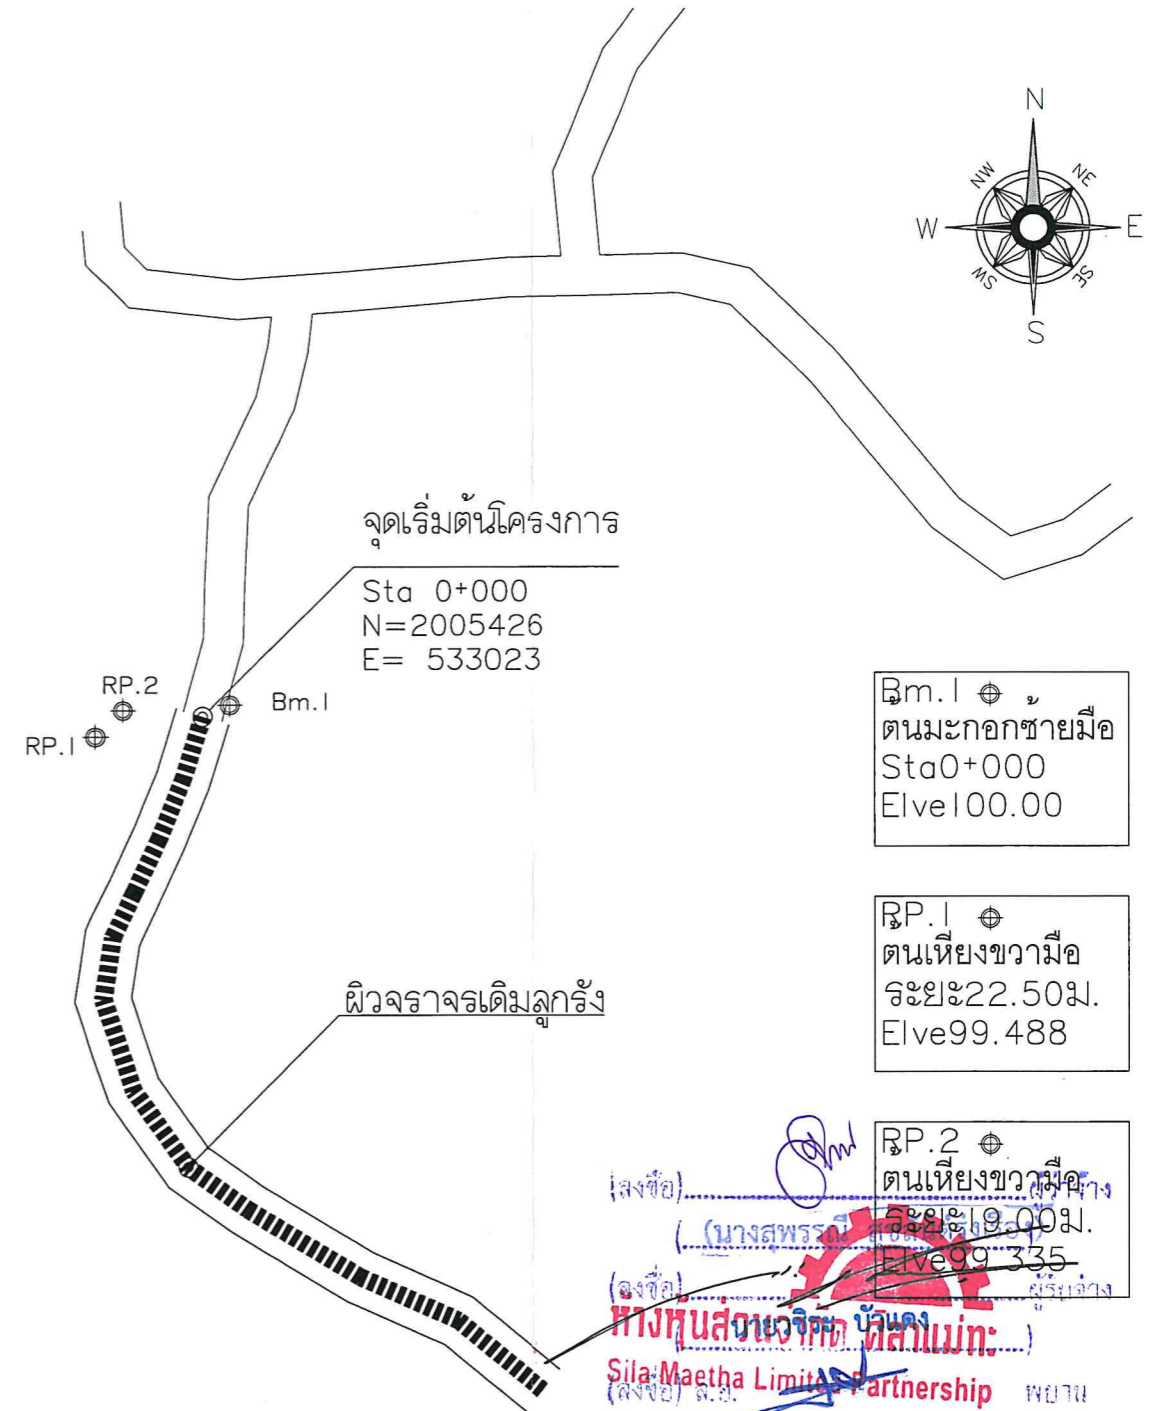 N
NW
NE
W
E
SW
SE
S
จุดเริ่มต้นโครงการ
Sta 0+000
N=2005426
E= 533023
RP.2
Bm.1
RP.1
Bm.1
ต้นมะกอกซ้ายมือ
Sta0+000
Elve100.00
RP.1
ต้นเหียงขวามือ
ระยะ22.50ม.
Elve99.488
ผิวจราจรเดิมลูกรัง
RP.2
ต้นเหียงขวามือ
ระยะ19.00ม.
Elve99.335
(ลงชื่อ) ผู้ว่าจ้าง
(นางสุพรรณี
(ลงชื่อ) ผู้รับจ้าง
ห้างหุ้นส่วนจำกัด ศิลาแม่ทะ
นายวชิระ บัวแดง
Sila Maetha Limited Partnership
(ลงชื่อ) ส.อ. พยาน